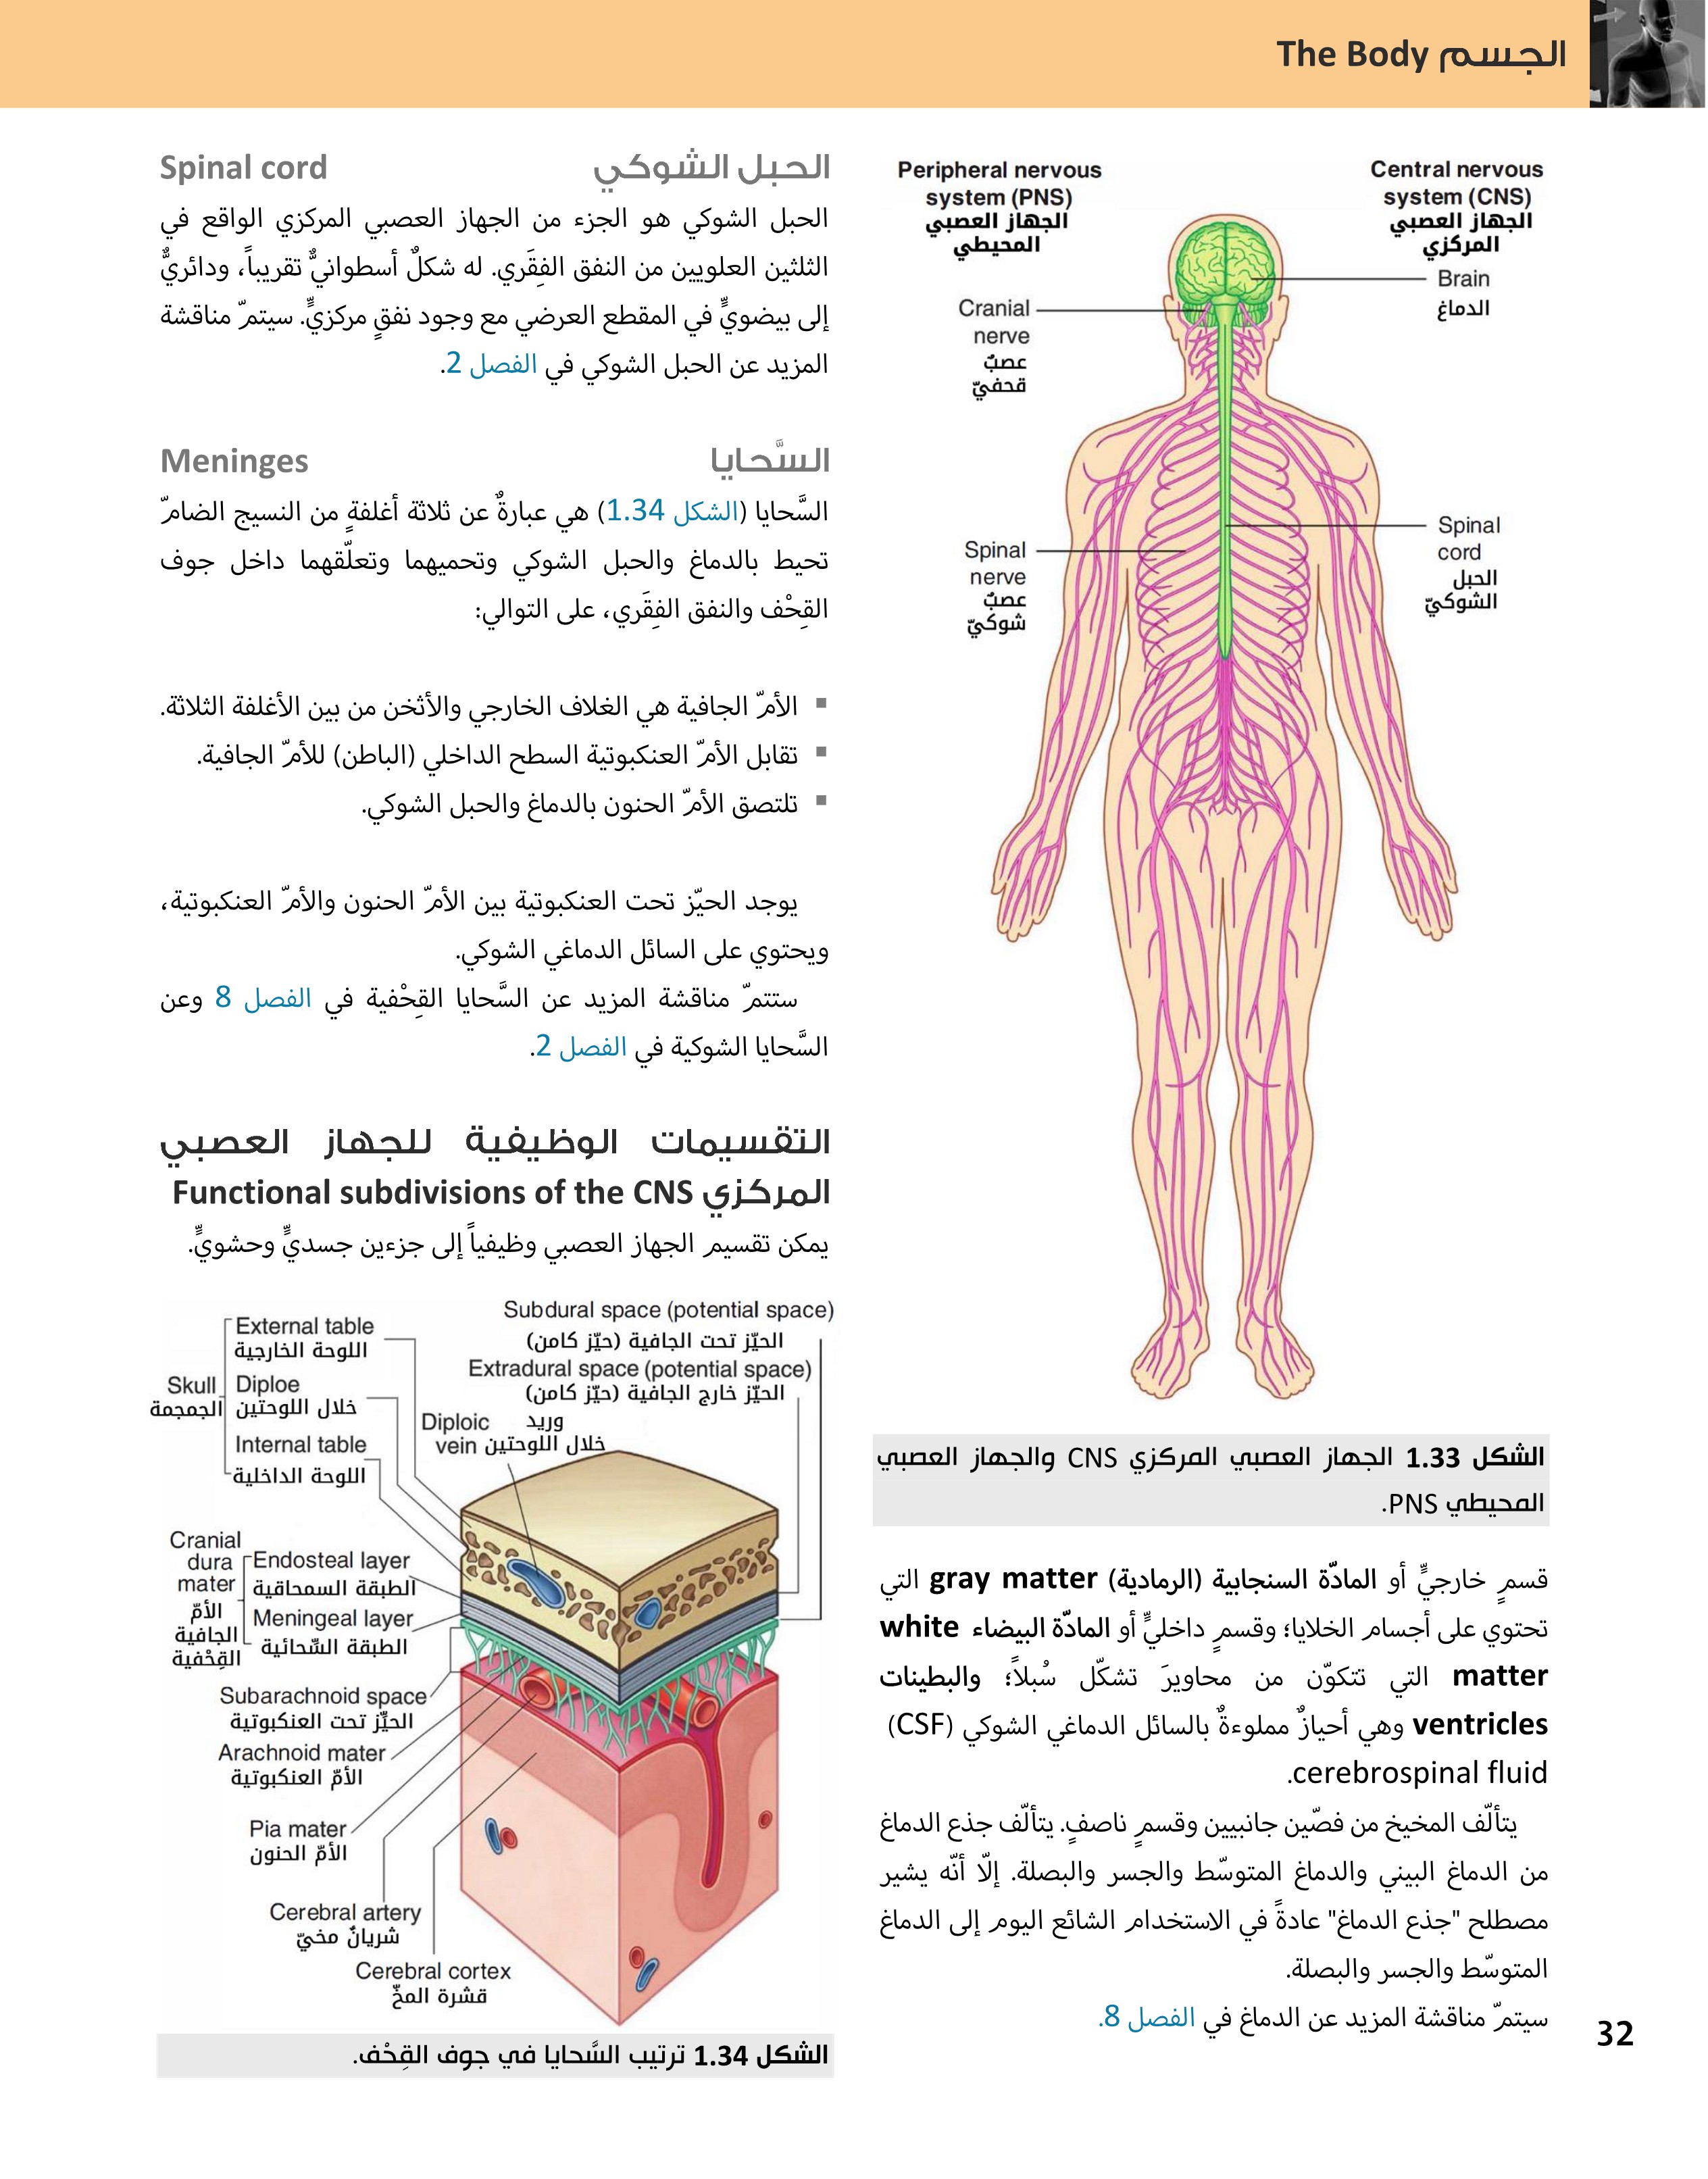 الجسم The Body
Peripheral nervous
system (PNS)
الجهاز العصبي
المحيطي
Central nervous
system (CNS)
الجهاز العصبي
المركزي
Brain
الدماغ
Cranial
nerve
عصبٌ
قحفيّ
Spinal
nerve
عصبٌ
شوكيّ
Spinal
cord
الحبل
الشوكيّ
الشكل 1.33 الجهاز العصبي المركزي CNS والجهاز العصبي
المحيطي PNS.
قسمٍ خارجيٍّ أو المادّة السنجابية (الرمادية) gray matter التي
تحتوي على أجسام الخلايا؛ وقسمٍ داخليٍّ أو المادّة البيضاء white
matter التي تتكوّن من محاويرَ تشكّل سُبلاً؛ والبطينات
ventricles وهي أحيازٌ مملوءةٌ بالسائل الدماغي الشوكي (CSF)
cerebrospinal fluid.
يتألّف المخيخ من فصّين جانبيين وقسمٍ ناصفٍ. يتألّف جذع الدماغ
من الدماغ البيني والدماغ المتوسّط والجسر والبصلة. إلّا أنّه يشير
مصطلح "جذع الدماغ" عادةً في الاستخدام الشائع اليوم إلى الدماغ
المتوسّط والجسر والبصلة.
سيتمّ مناقشة المزيد عن الدماغ في الفصل 8.
الحبل الشوكي Spinal cord
الحبل الشوكي هو الجزء من الجهاز العصبي المركزي الواقع في
الثلثين العلويين من النفق الفِقَري. له شكلٌ أسطوانيٌّ تقريباً، ودائريٌّ
إلى بيضويٍّ في المقطع العرضي مع وجود نفقٍ مركزيٍّ. سيتمّ مناقشة
المزيد عن الحبل الشوكي في الفصل 2.
السَّحايا Meninges
السَّحايا (الشكل 1.34) هي عبارةٌ عن ثلاثة أغلفةٍ من النسيج الضامّ
تحيط بالدماغ والحبل الشوكي وتحميهما وتعلّقهما داخل جوف
القِحْف والنفق الفِقَري، على التوالي:
▪ الأمّ الجافية هي الغلاف الخارجي والأثخن من بين الأغلفة الثلاثة.
▪ تقابل الأمّ العنكبوتية السطح الداخلي (الباطن) للأمّ الجافية.
▪ تلتصق الأمّ الحنون بالدماغ والحبل الشوكي.
يوجد الحيّز تحت العنكبوتية بين الأمّ الحنون والأمّ العنكبوتية،
ويحتوي على السائل الدماغي الشوكي.
ستتمّ مناقشة المزيد عن السَّحايا القِحْفية في الفصل 8 وعن
السَّحايا الشوكية في الفصل 2.
التقسيمات الوظيفية للجهاز العصبي
المركزي Functional subdivisions of the CNS
يمكن تقسيم الجهاز العصبي وظيفياً إلى جزءين جسديٍّ وحشويٍّ.
Subdural space (potential space)
الحيّز تحت الجافية (حيّز كامن)
Extradural space (potential space)
الحيّز خارج الجافية (حيّز كامن)
Diploic
vein
وريد
خلال اللوحتين
External table
اللوحة الخارجية
Skull
الجمجمة
Diploe
خلال اللوحتين
Internal table
اللوحة الداخلية
Cranial
dura
mater
الأمّ
الجافية
القِحْفية
Endosteal layer
الطبقة السمحاقية
Meningeal layer
الطبقة السّحائية
Subarachnoid space
الحيّز تحت العنكبوتية
Arachnoid mater
الأمّ العنكبوتية
Pia mater
الأمّ الحنون
Cerebral artery
شريانٌ مخيّ
Cerebral cortex
قشرة المخّ
الشكل 1.34 ترتيب السَّحايا في جوف القِحْف.
32